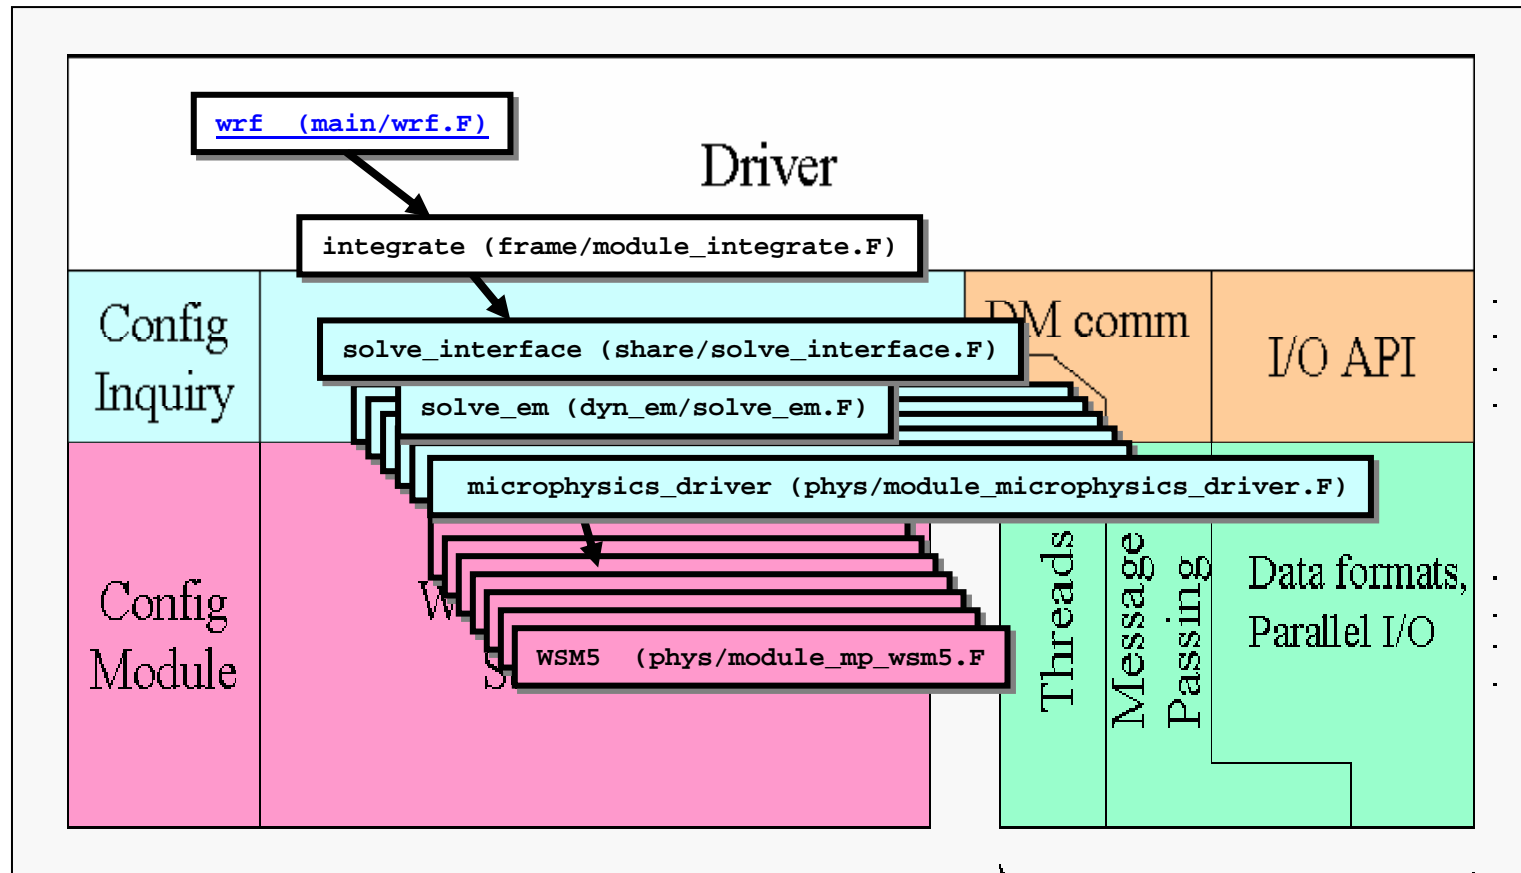 wrf (main/wrf.F)
Driver
integrate (frame/module_integrate.F)
Config
Inquiry
DM comm
I/O API
solve_interface (share/solve_interface.F)
solve_em (dyn_em/solve_em.F)
microphysics_driver (phys/module_microphysics_driver.F)
Config
Module
Threads
Message
Passing
Data formats,
Parallel I/O
WSM5 (phys/module_mp_wsm5.F